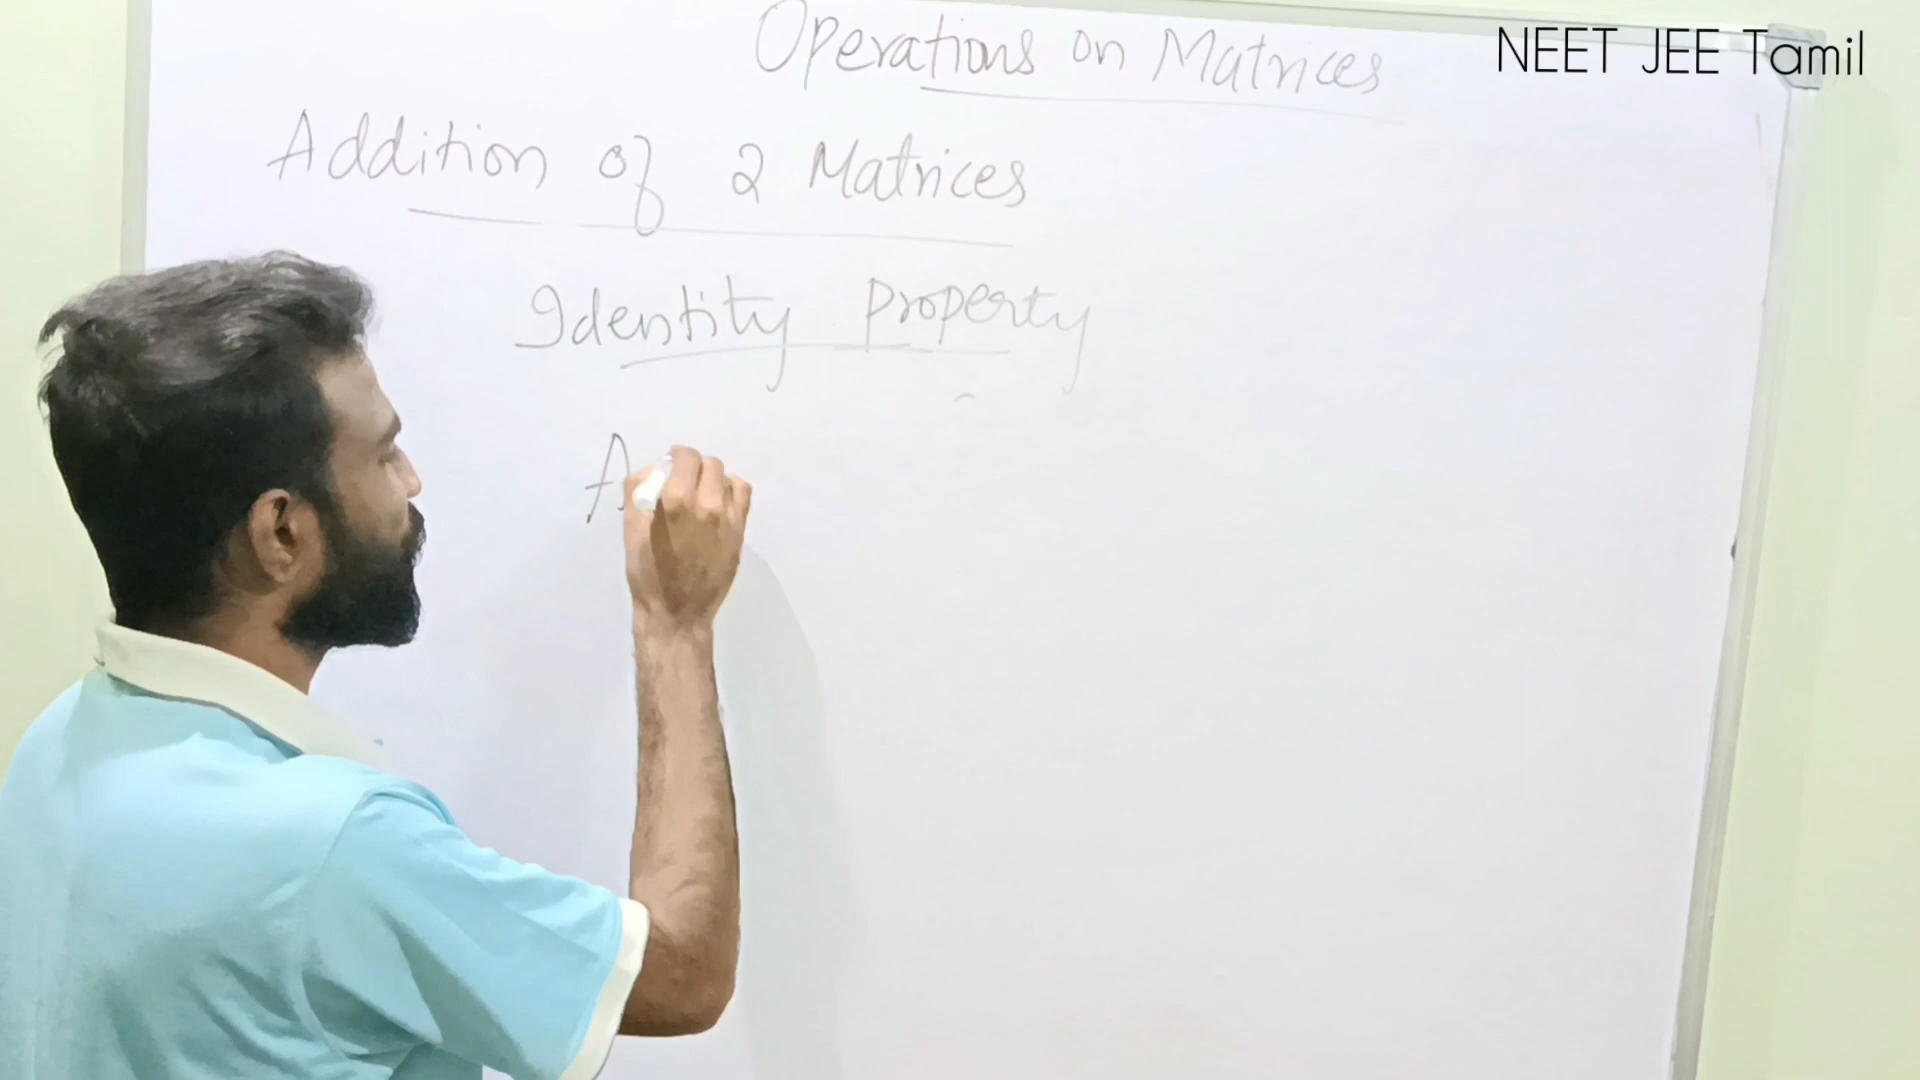 Operations on Matrices
NEET JEE Tamil
Addition of 2 Matrices
Identity Property
A